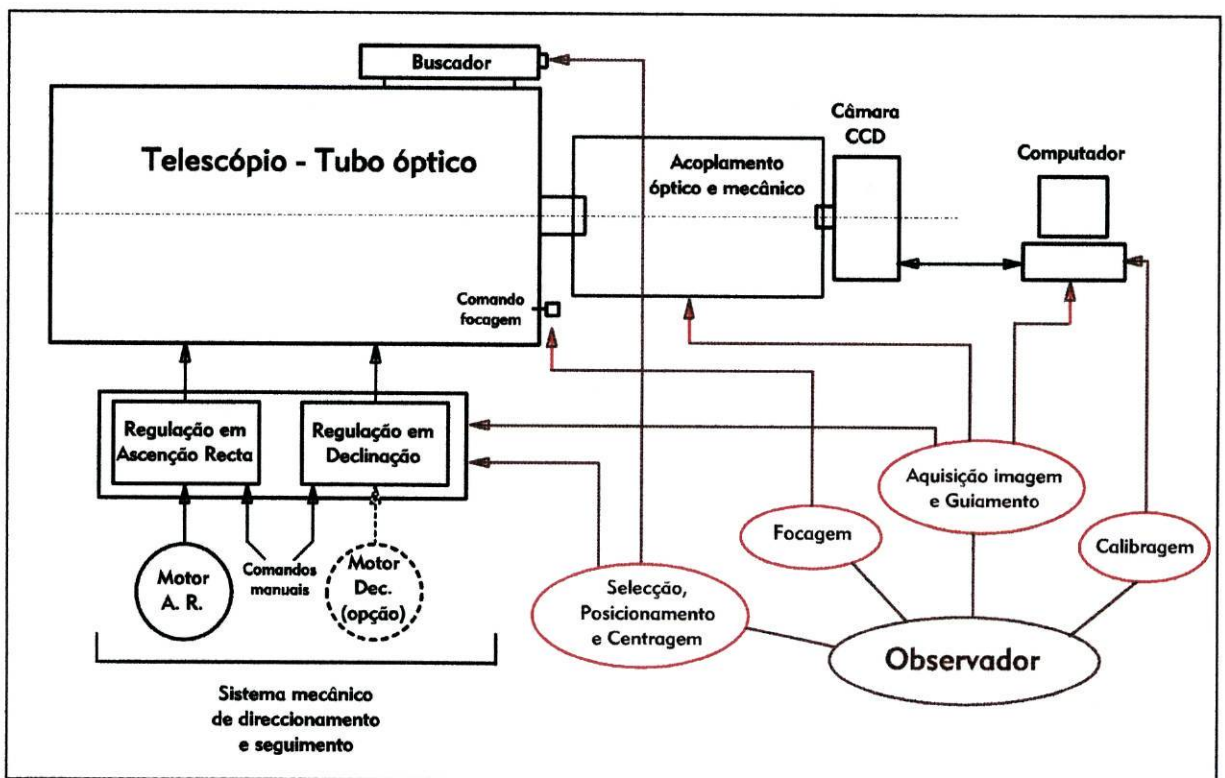 Buscador
Telescópio - Tubo óptico
Câmara
CCD
Acoplamento
óptico e mecânico
Computador
Comando
focagem
Regulação em
Ascenção Recta
Regulação em
Declinação
Motor
A. R.
Comandos
manuais
Motor
Dec.
(opção)
Sistema mecânico
de direccionamento
e seguimento
Aquisição imagem
e Guiamento
Focagem
Calibragem
Selecção,
Posicionamento
e Centragem
Observador